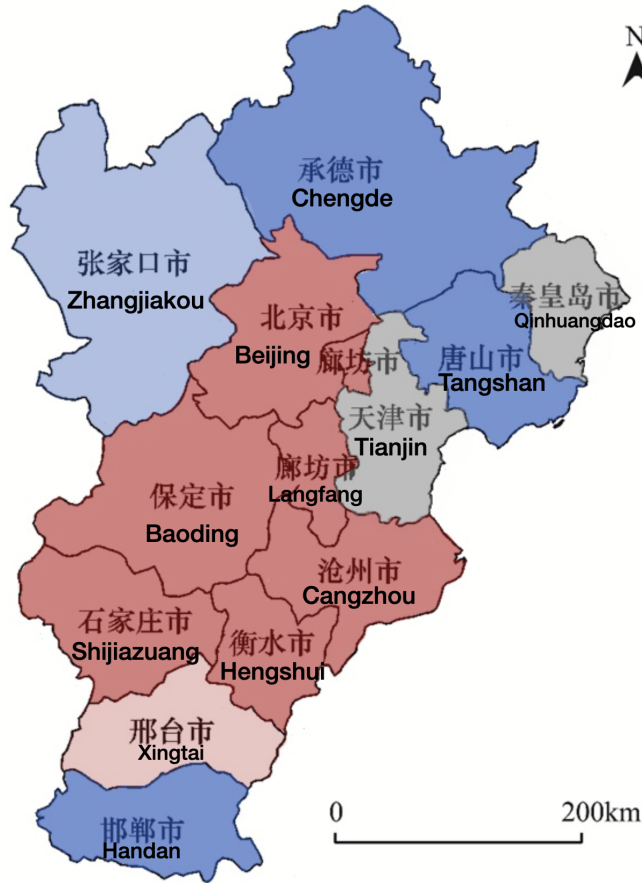 N
承德市
Chengde
张家口市
Zhangjiakou
秦皇岛市
Qinhuangdao
北京市
Beijing
廊坊市
唐山市
Tangshan
天津市
Tianjin
廊坊市
Langfang
保定市
Baoding
沧州市
Cangzhou
石家庄市
Shijiazuang
衡水市
Hengshui
邢台市
Xingtai
邯郸市
Handan
0 200km